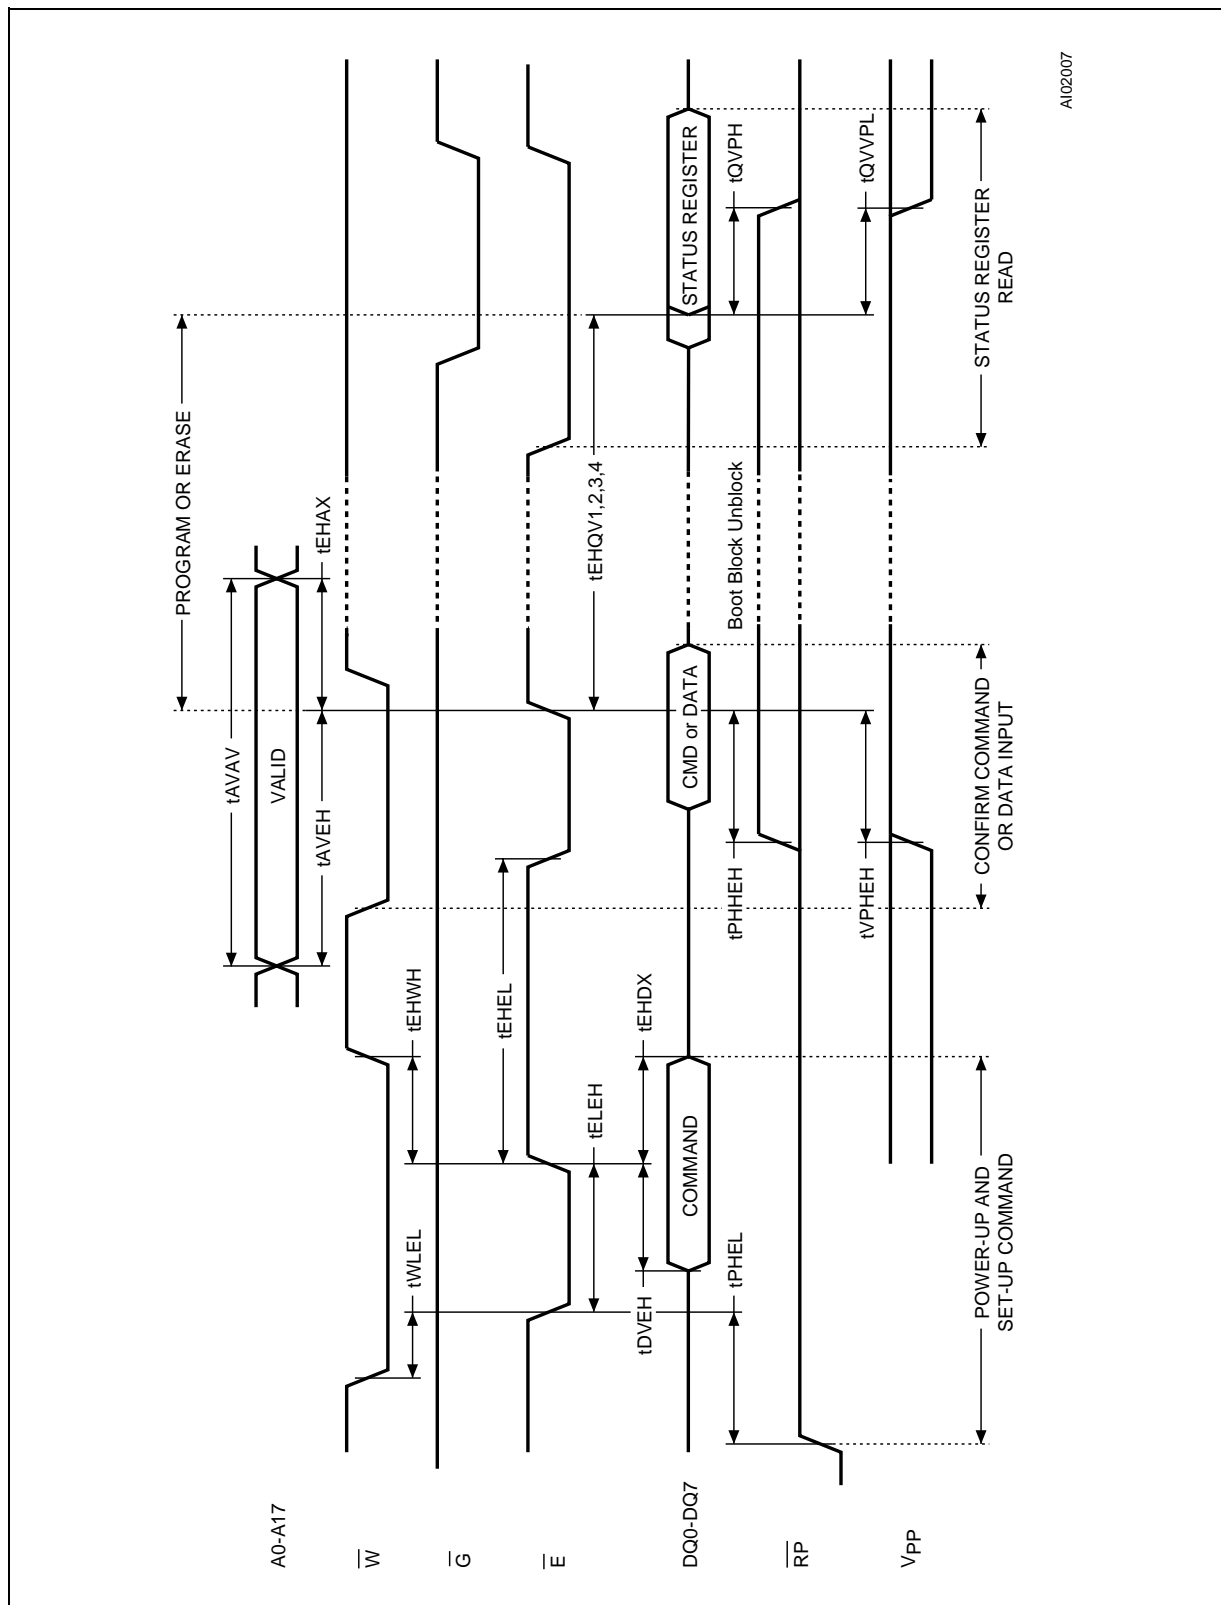 A0-A17
VALID
tAVAV
tAVEH
tEHAX
PROGRAM OR ERASE
W
tWLEL
tEHWH
G
tEHEL
E
tELEH
tEHQV1,2,3,4
tDVEH
tEHDX
DQ0-DQ7
COMMAND
CMD or DATA
STATUS REGISTER
tPHEL
tPHHEH
Boot Block Unblock
tQVPH
RP
tVPHEH
tQVVPL
VPP
POWER-UP AND
SET-UP COMMAND
CONFIRM COMMAND
OR DATA INPUT
STATUS REGISTER
READ
AI02007